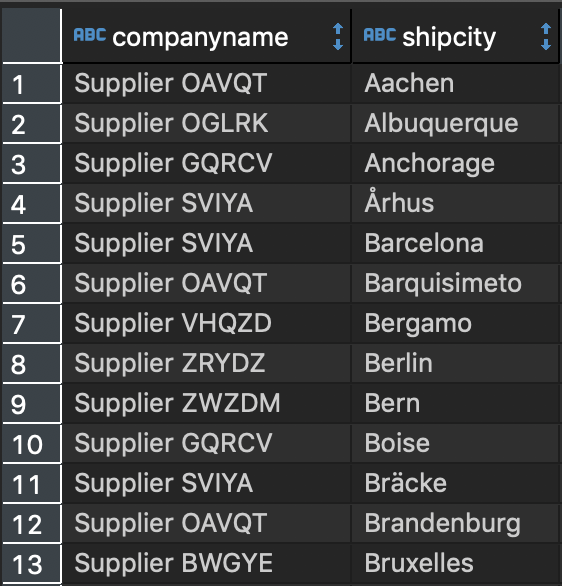 ABC companyname ABC shipcity
1 Supplier OAVQT Aachen
2 Supplier OGLRK Albuquerque
3 Supplier GQRCV Anchorage
4 Supplier SVIYA Århus
5 Supplier SVIYA Barcelona
6 Supplier OAVQT Barquisimeto
7 Supplier VHQZD Bergamo
8 Supplier ZRYDZ Berlin
9 Supplier ZWZDM Bern
10 Supplier GQRCV Boise
11 Supplier SVIYA Bräcke
12 Supplier OAVQT Brandenburg
13 Supplier BWGYE Bruxelles